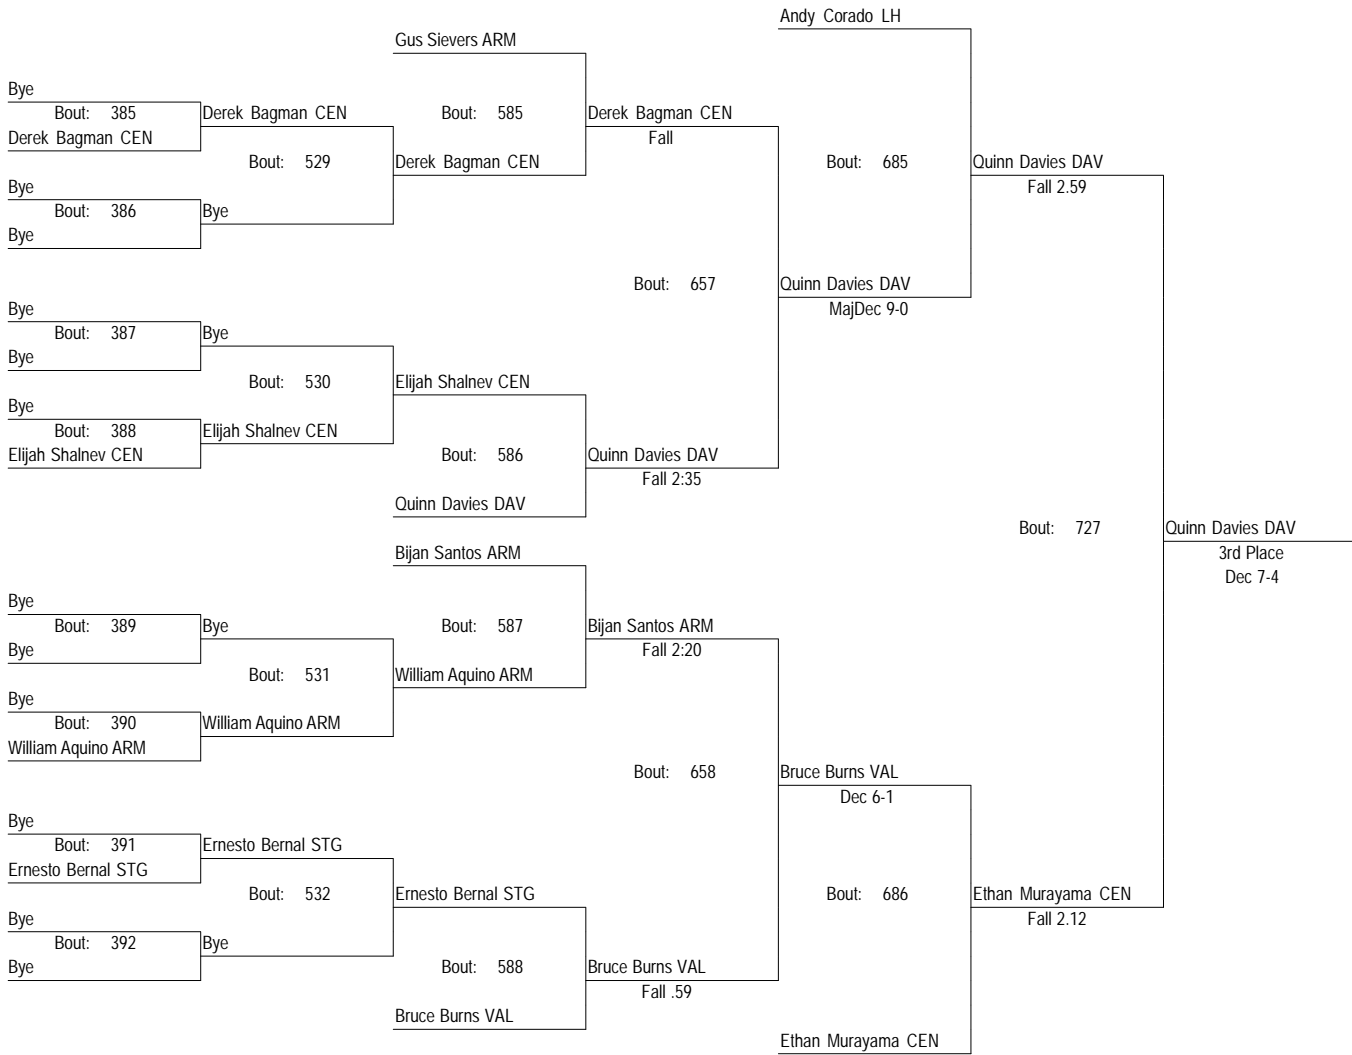 Andy Corado LH
Gus Sievers ARM
Bye
Bout: 385
Derek Bagman CEN
Bout: 585
Derek Bagman CEN
Derek Bagman CEN
Fall
Bout: 529
Derek Bagman CEN
Bout: 685
Quinn Davies DAV
Fall 2.59
Bye
Bout: 386
Bye
Bye
Bout: 657
Quinn Davies DAV
MajDec 9-0
Bye
Bout: 387
Bye
Bye
Bout: 530
Elijah Shalnev CEN
Bye
Bout: 388
Elijah Shalnev CEN
Elijah Shalnev CEN
Bout: 586
Quinn Davies DAV
Fall 2:35
Quinn Davies DAV
Bout: 727
Quinn Davies DAV
3rd Place
Dec 7-4
Bijan Santos ARM
Bye
Bout: 389
Bye
Bye
Bout: 587
Bijan Santos ARM
Fall 2:20
Bout: 531
William Aquino ARM
Bye
Bout: 390
William Aquino ARM
William Aquino ARM
Bout: 658
Bruce Burns VAL
Dec 6-1
Bye
Bout: 391
Ernesto Bernal STG
Ernesto Bernal STG
Bout: 532
Ernesto Bernal STG
Bout: 686
Ethan Murayama CEN
Fall 2.12
Bye
Bout: 392
Bye
Bye
Bout: 588
Bruce Burns VAL
Fall .59
Bruce Burns VAL
Ethan Murayama CEN